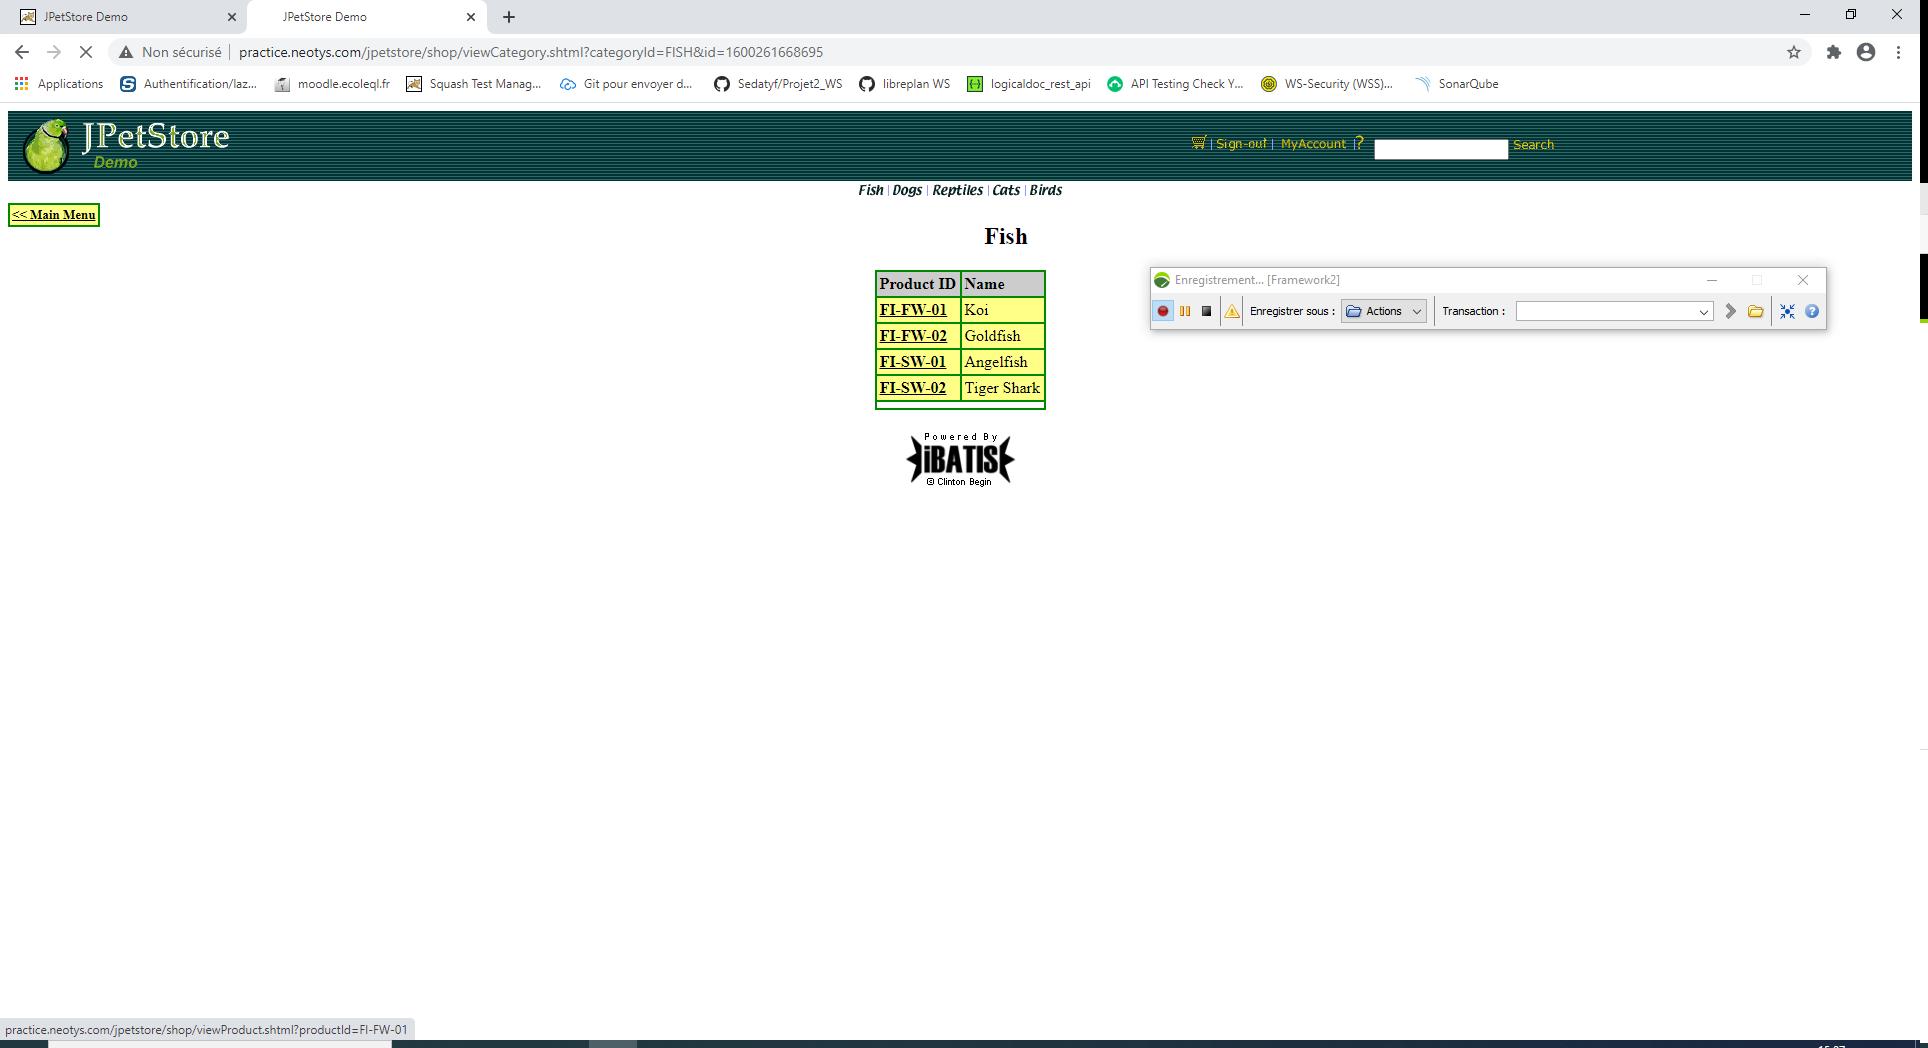 JPetStore Demo
JPetStore Demo
Non sécurisé
practice.neotys.com/jpetstore/shop/viewCategory.shtml?categoryId=FISH&id=1600261668695
Applications
Authentification/laz...
moodle.ecoleql.fr
Squash Test Manag...
Git pour envoyer d...
Sedatyf/Projet2_WS
libreplan WS
logicaldoc_rest_api
API Testing Check Y...
WS-Security (WSS)...
SonarQube
JPetStore
Demo
| Sign-out | MyAccount | ?
Search
Fish | Dogs | Reptiles | Cats | Birds
<< Main Menu
Fish
Product ID Name
FI-FW-01 Koi
FI-FW-02 Goldfish
FI-SW-01 Angelfish
FI-SW-02 Tiger Shark
Enregistrement... [Framework2]
Enregistrer sous : Actions Transaction :
Powered By
iBATIS
© Clinton Begin
practice.neotys.com/jpetstore/shop/viewProduct.shtml?productId=FI-FW-01